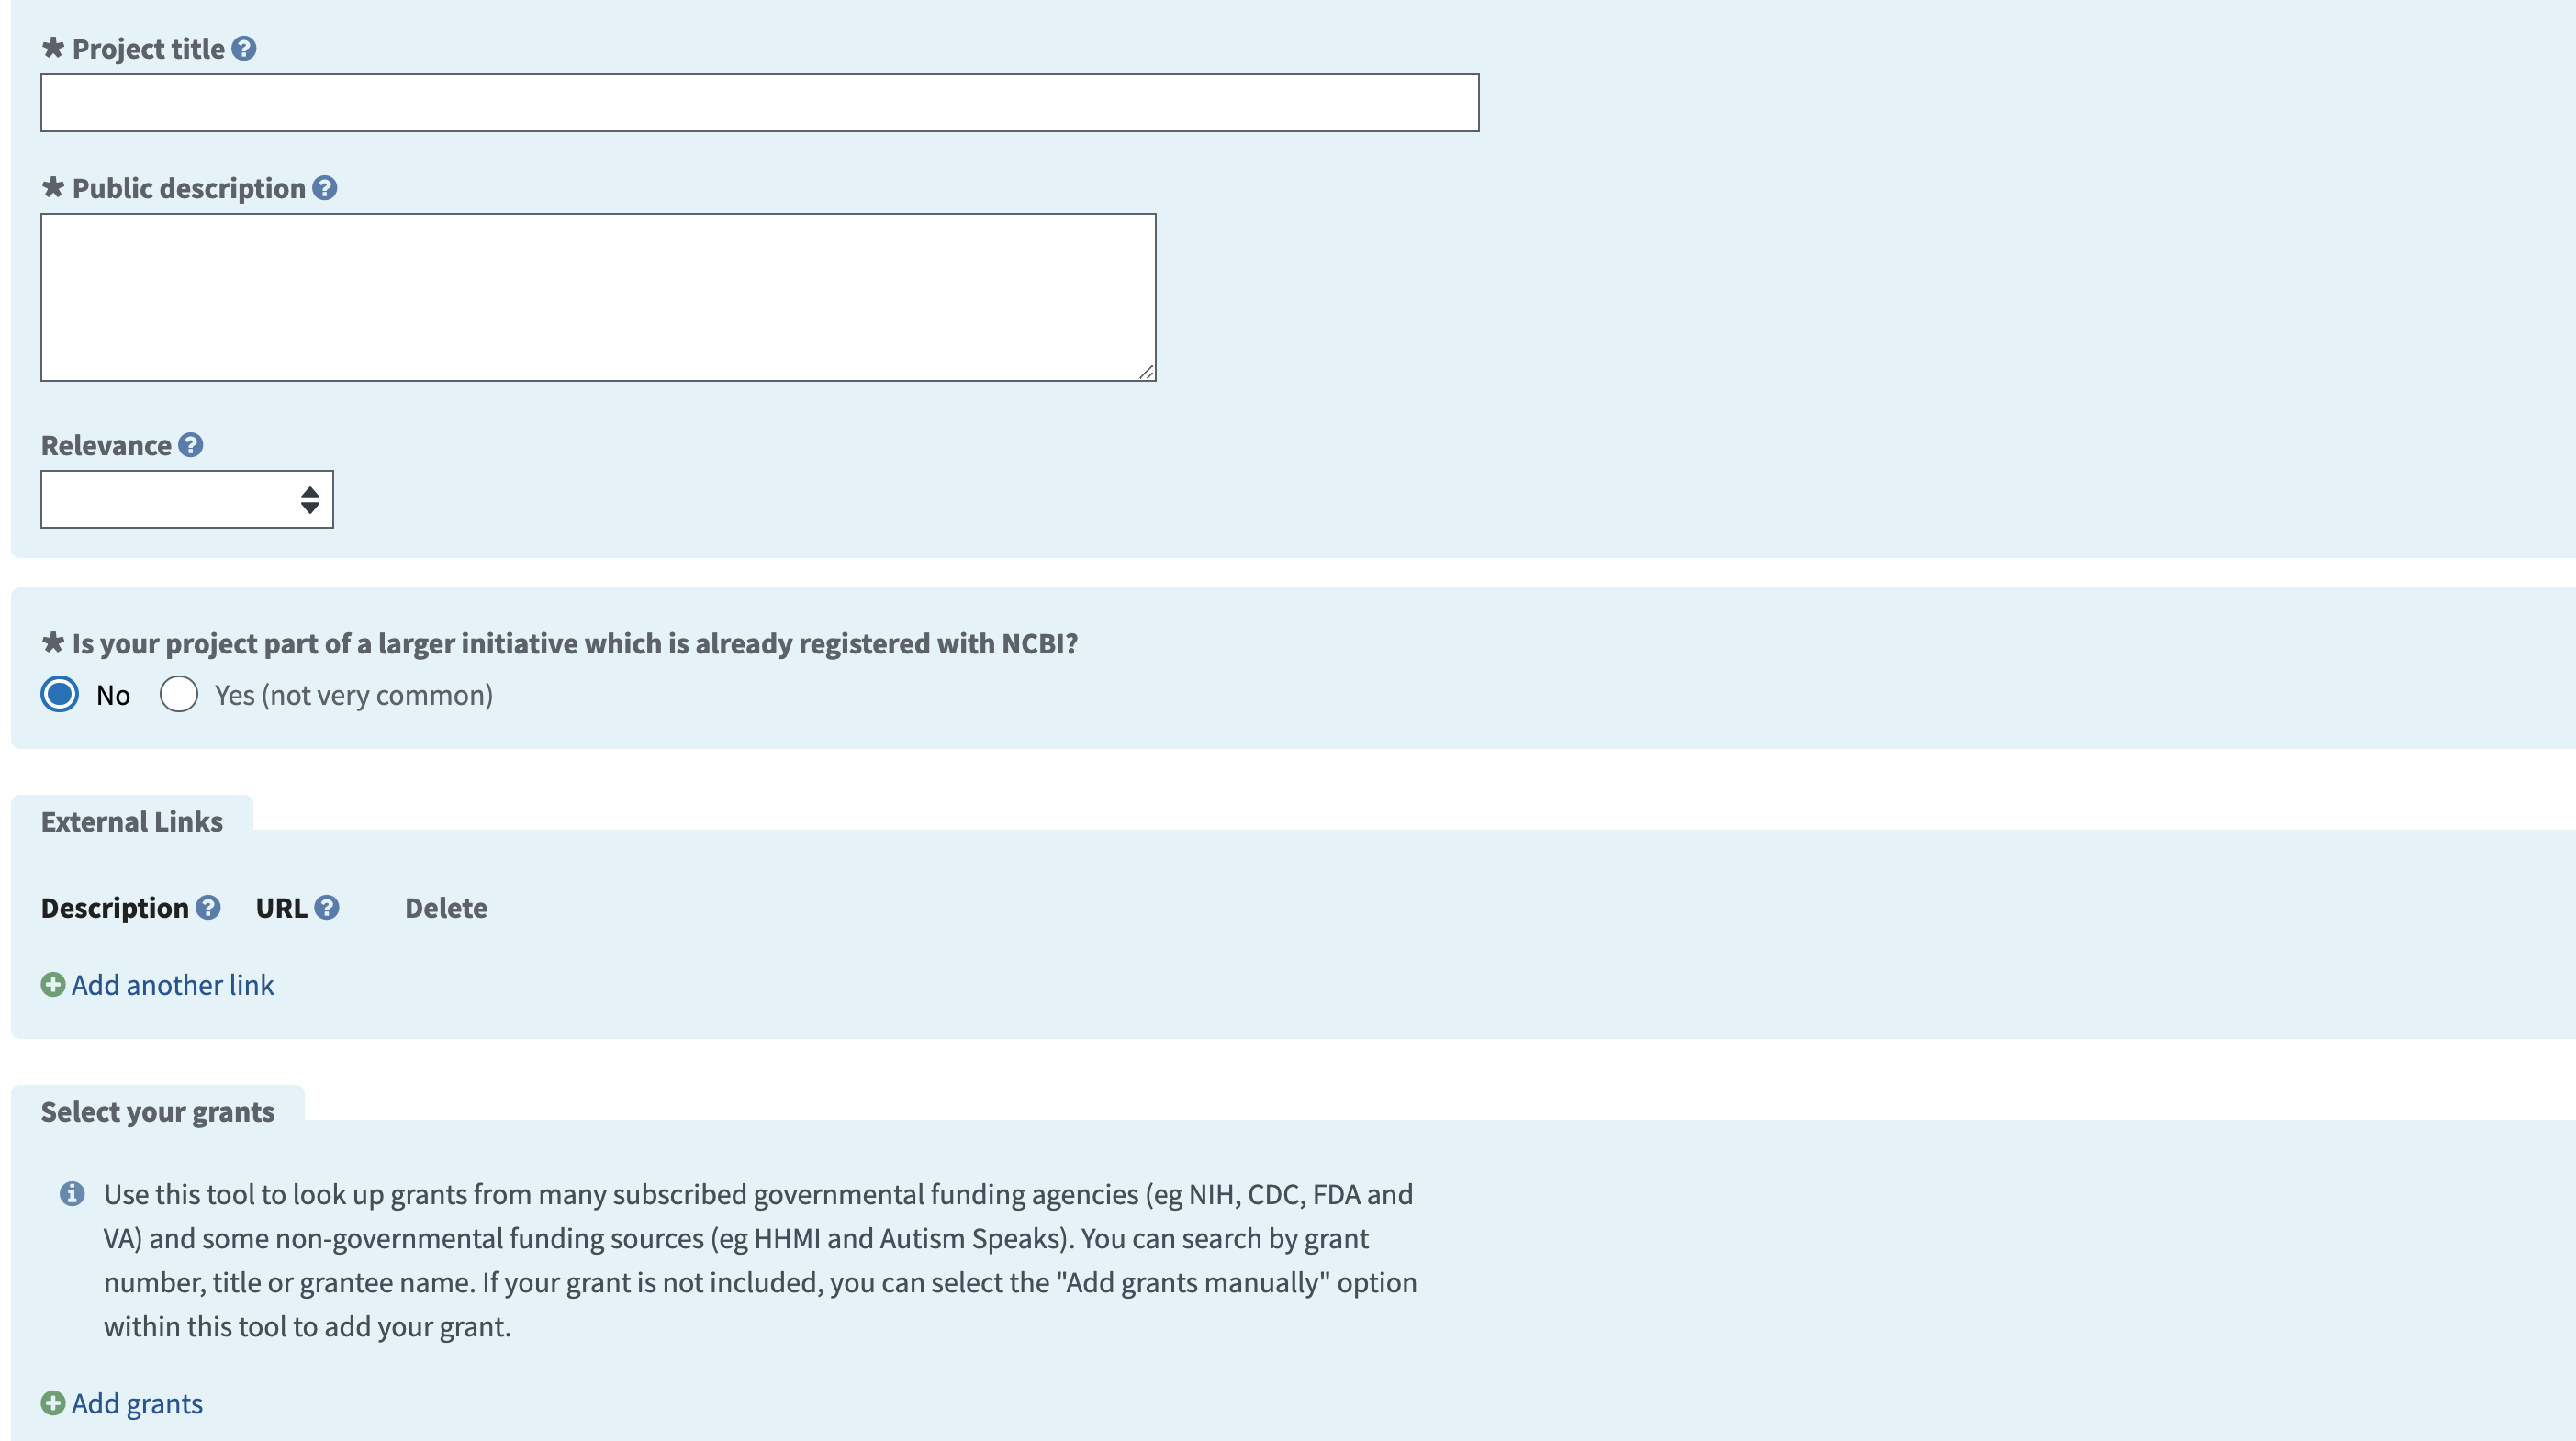 * Project title ?
* Public description ?
Relevance ?
* Is your project part of a larger initiative which is already registered with NCBI?
No Yes (not very common)
External Links
Description ? URL ? Delete
Add another link
Select your grants
Use this tool to look up grants from many subscribed governmental funding agencies (eg NIH, CDC, FDA and
VA) and some non-governmental funding sources (eg HHMI and Autism Speaks). You can search by grant
number, title or grantee name. If your grant is not included, you can select the "Add grants manually" option
within this tool to add your grant.
Add grants